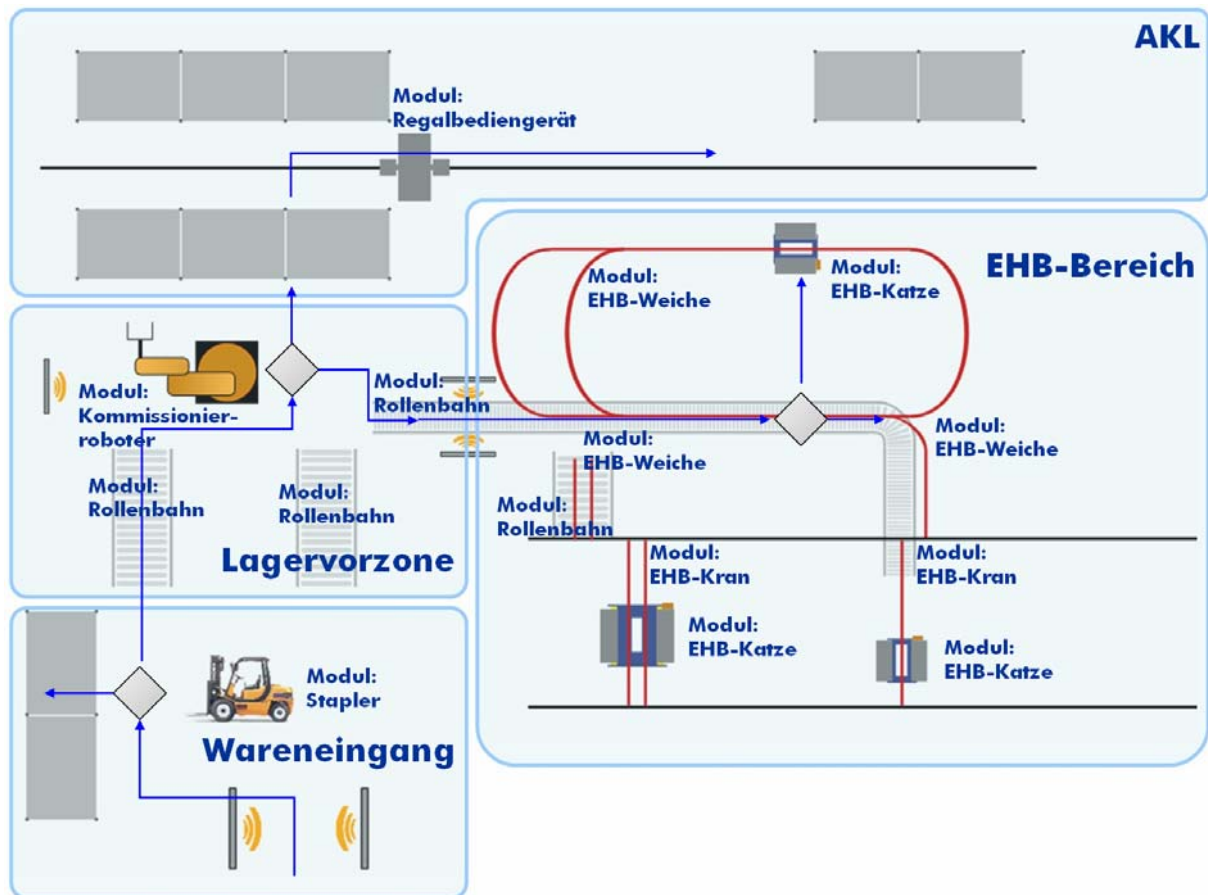 AKL
Modul:
Regalbediengerät
EHB-Bereich
Modul:
EHB-Weiche
Modul:
EHB-Katze
Modul:
Kommissionier-
roboter
Modul:
Rollenbahn
Modul:
EHB-Weiche
Modul:
EHB-Weiche
Modul:
Rollenbahn
Modul:
Rollenbahn
Modul:
Rollenbahn
Lagervorzone
Modul:
EHB-Kran
Modul:
EHB-Kran
Modul:
EHB-Katze
Modul:
EHB-Katze
Modul:
Stapler
Wareneingang